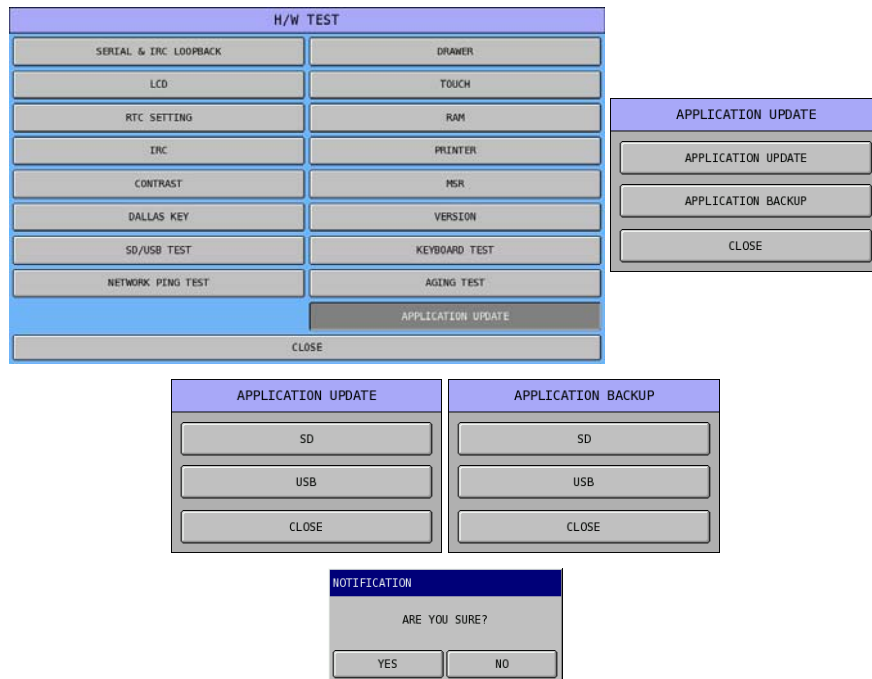 H/W TEST
SERIAL & IRC LOOPBACK
DRAWER
LCD
TOUCH
RTC SETTING
RAM
IRC
PRINTER
CONTRAST
MSR
DALLAS KEY
VERSION
SD/USB TEST
KEYBOARD TEST
NETWORK PING TEST
AGING TEST
APPLICATION UPDATE
CLOSE
APPLICATION UPDATE
APPLICATION UPDATE
APPLICATION BACKUP
CLOSE
APPLICATION UPDATE
SD
USB
CLOSE
APPLICATION BACKUP
SD
USB
CLOSE
NOTIFICATION
ARE YOU SURE?
YES
NO